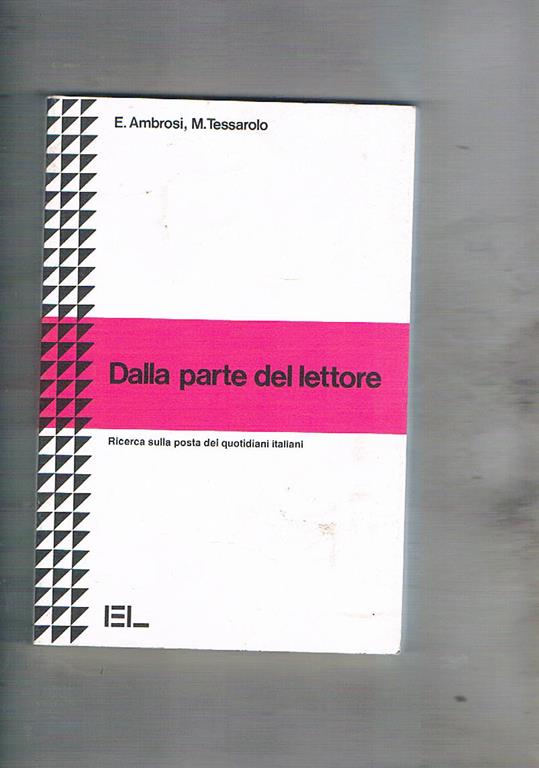 E. Ambrosi, M. Tessarolo
Dalla parte del lettore
Ricerca sulla posta dei quotidiani italiani
EL